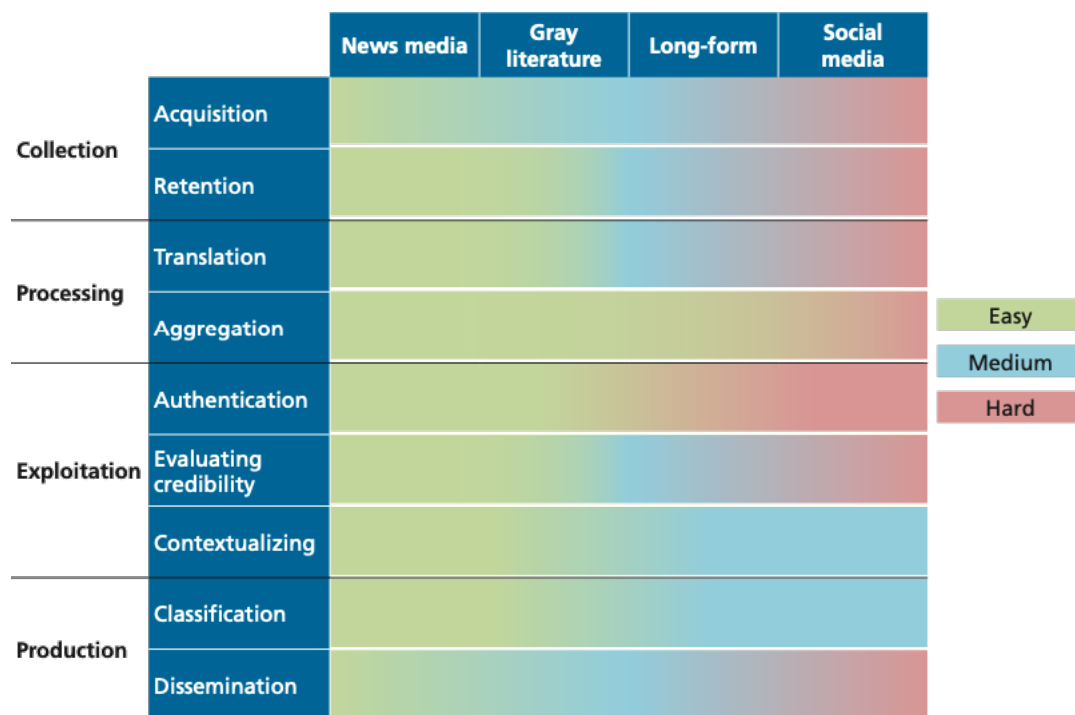 News media
Gray
literature
Long-form
Social
media
Collection
Acquisition
Retention
Processing
Translation
Aggregation
Exploitation
Authentication
Evaluating
credibility
Contextualizing
Production
Classification
Dissemination
Easy
Medium
Hard